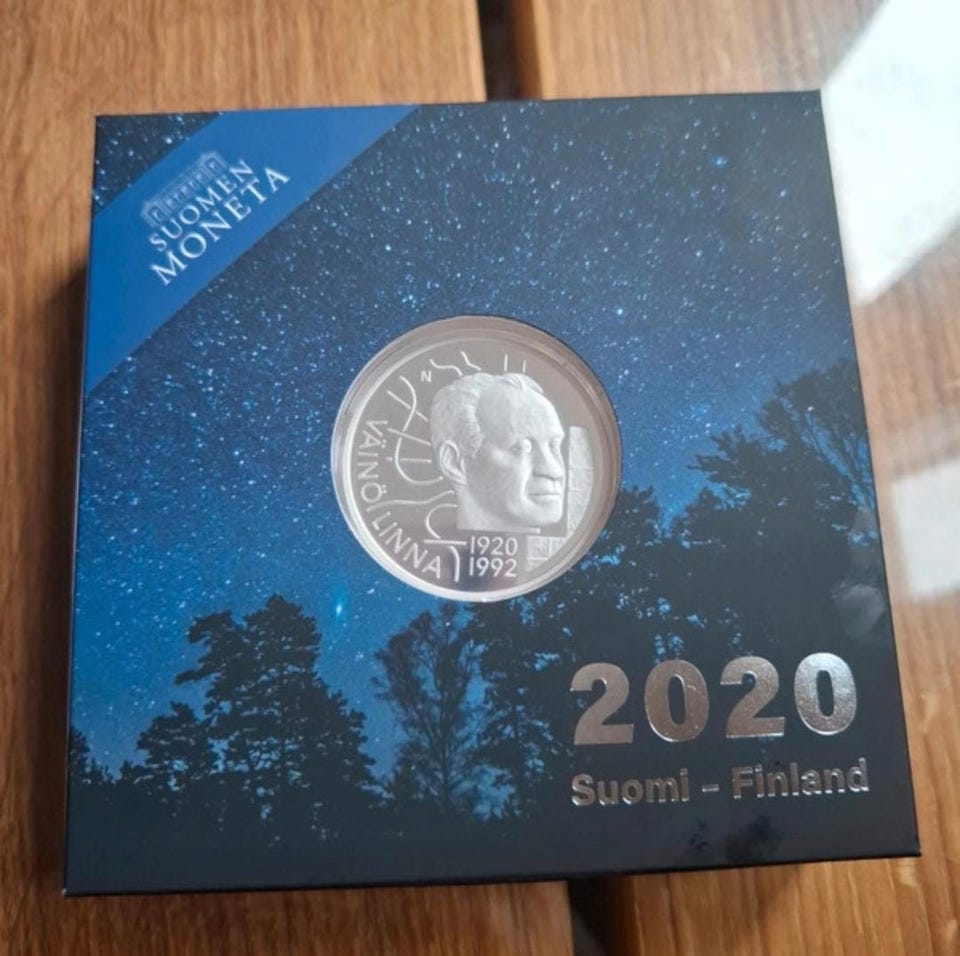 SUOMEN
MONETA
N
VÄINÖ LINNA
1920
1992
2020
Suomi – Finland